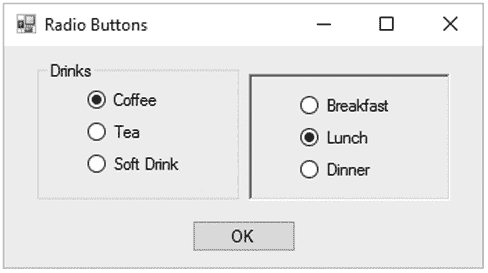 Radio Buttons
Drinks
Coffee
Tea
Soft Drink
Breakfast
Lunch
Dinner
OK